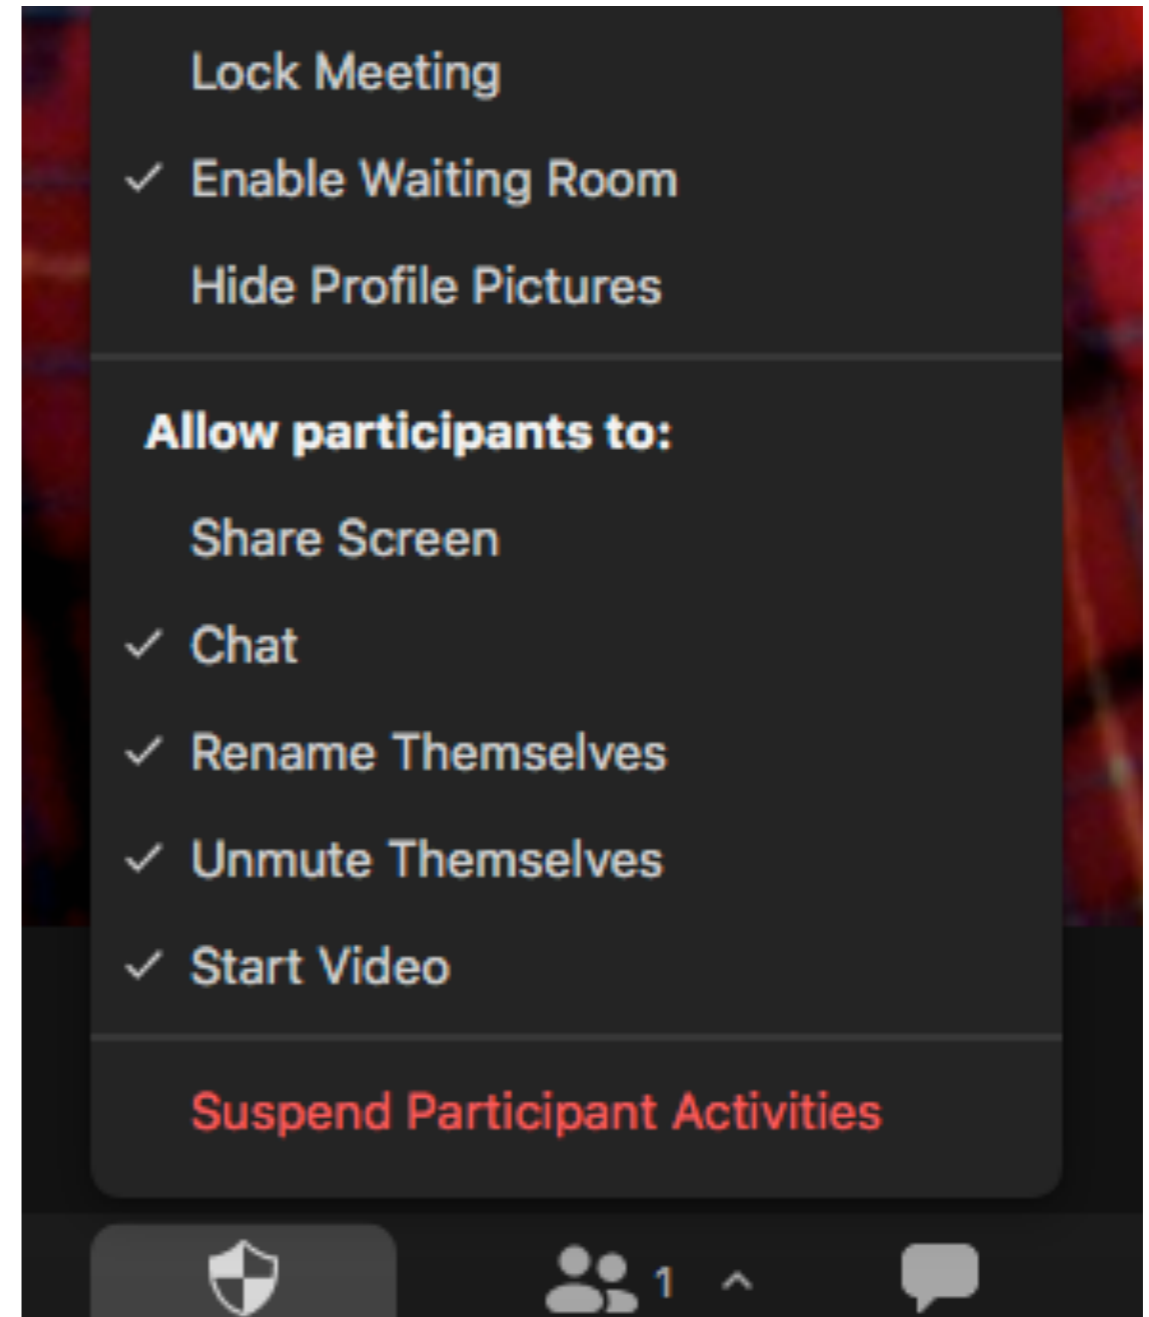 Lock Meeting
✓ Enable Waiting Room
Hide Profile Pictures
Allow participants to:
Share Screen
✓ Chat
✓ Rename Themselves
✓ Unmute Themselves
✓ Start Video
Suspend Participant Activities
1